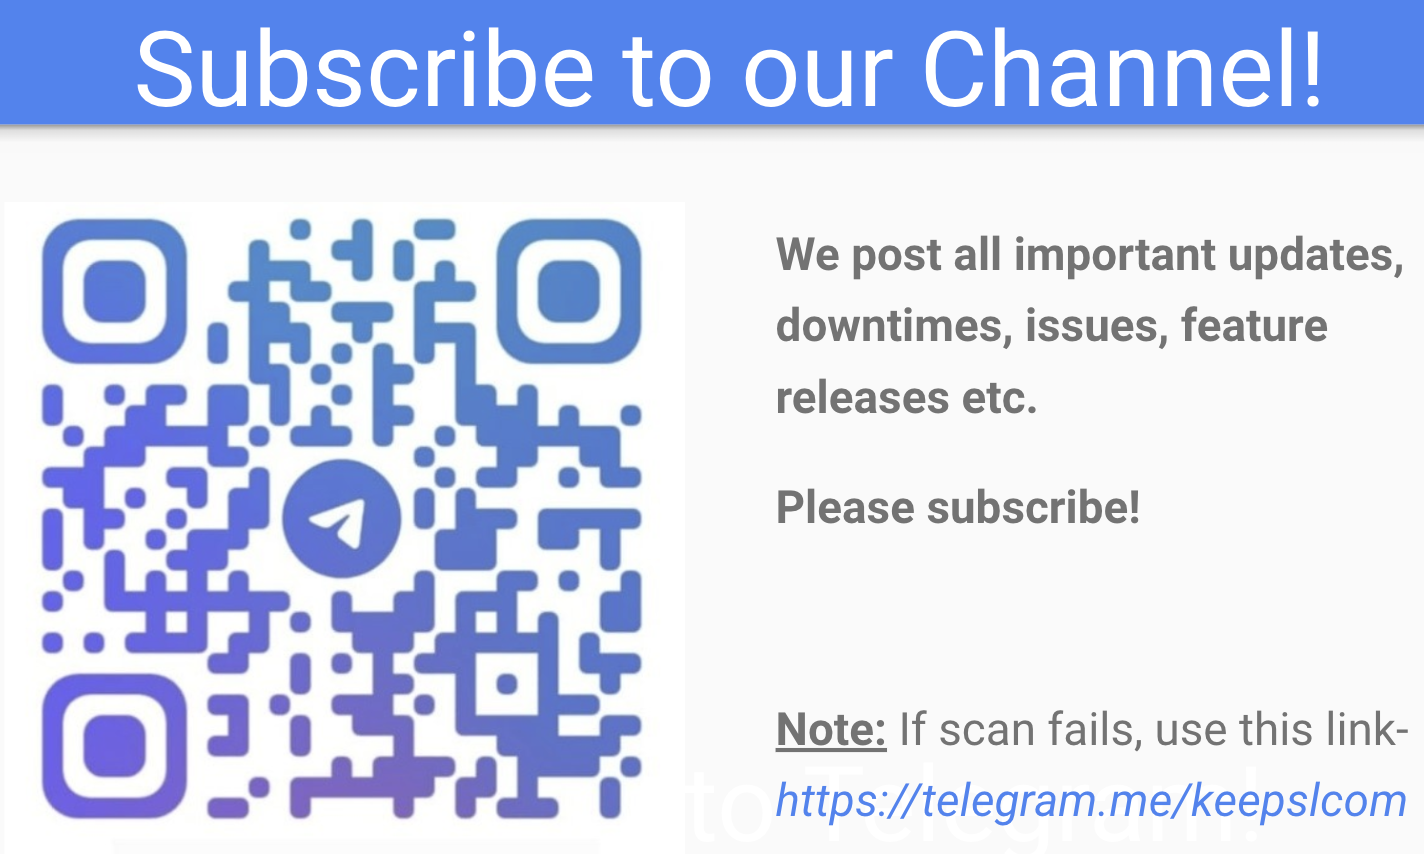 Subscribe to our Channel!
We post all important updates,
downtimes, issues, feature
releases etc.
Please subscribe!
Note: If scan fails, use this link-
to Telegram!
https://telegram.me/keepslcom